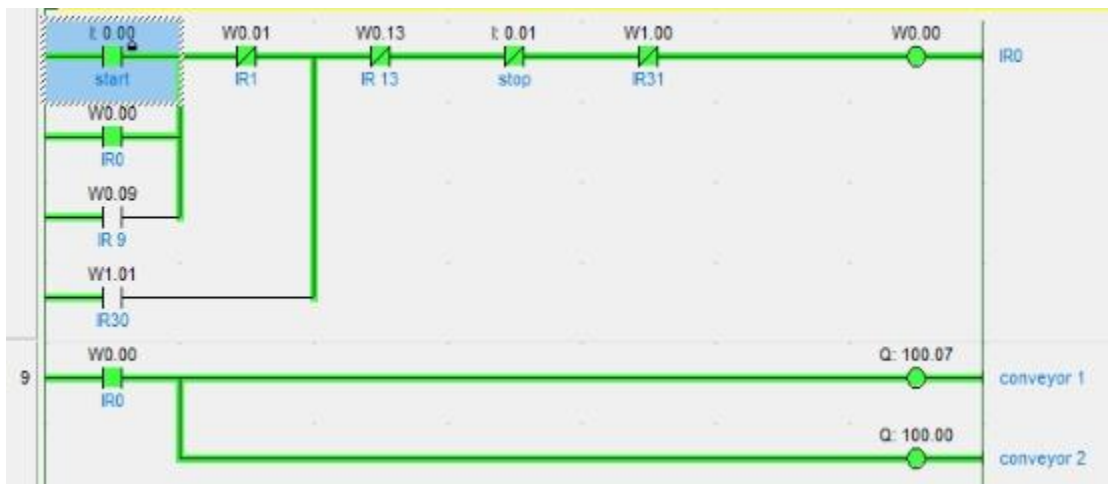 I: 0.00 W0.01 W0.13 I: 0.01 W1.00 W0.00
start IR1 IR 13 stop IR31 IR0
W0.00
IR0
W0.09
IR 9
W1.01
IR30
W0.00 Q: 100.07
9 IR0 conveyor 1
Q: 100.00
conveyor 2